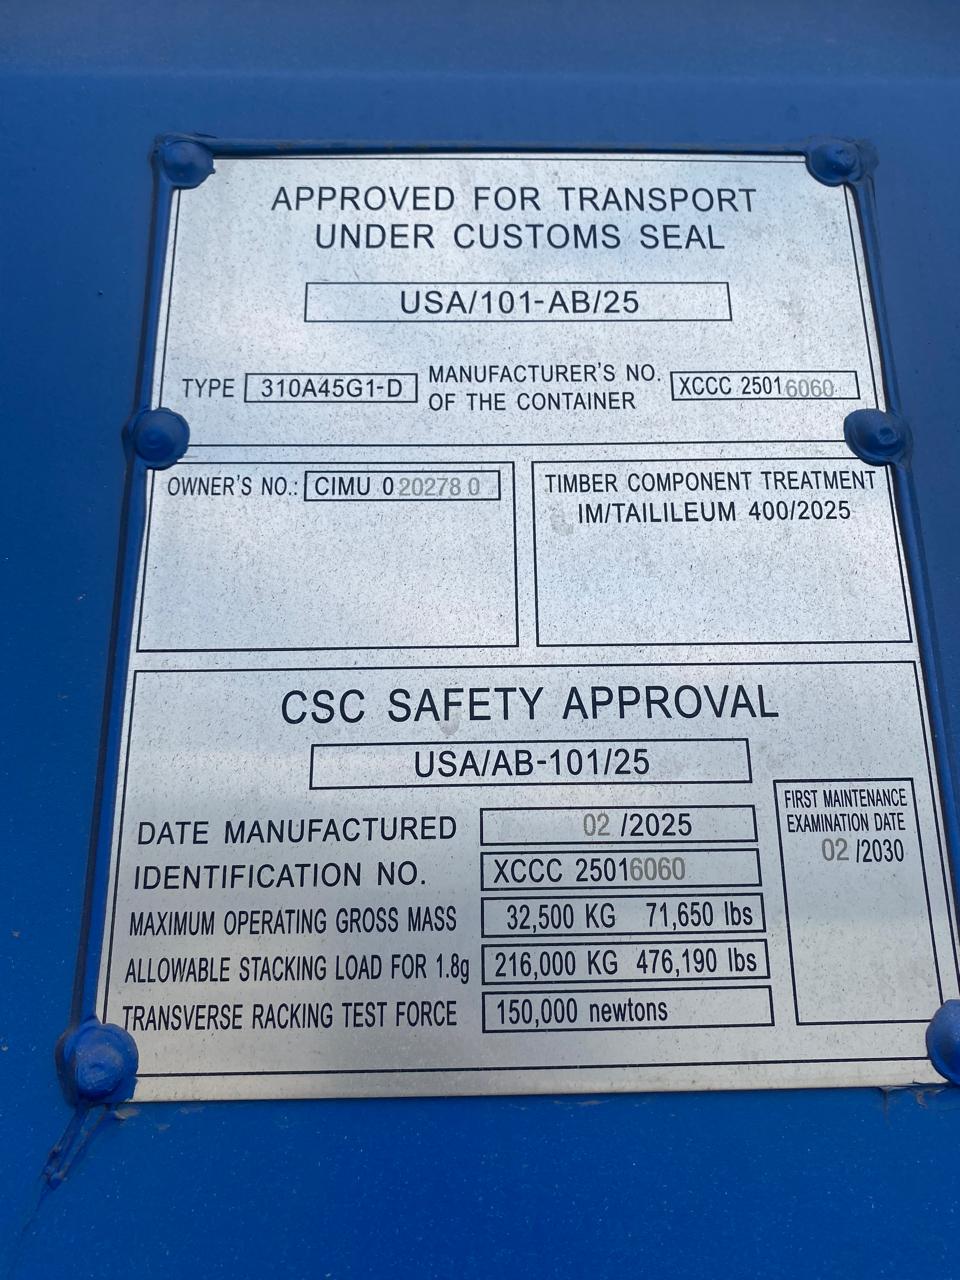 APPROVED FOR TRANSPORT
UNDER CUSTOMS SEAL
USA/101-AB/25
TYPE 310A45G1-D
MANUFACTURER'S NO.
OF THE CONTAINER
XCCC 25016060
OWNER'S NO.: CIMU 020278 0
TIMBER COMPONENT TREATMENT
IM/TAILILEUM 400/2025
CSC SAFETY APPROVAL
USA/AB-101/25
DATE MANUFACTURED 02 /2025
IDENTIFICATION NO. XCCC 25016060
MAXIMUM OPERATING GROSS MASS 32,500 KG 71,650 lbs
ALLOWABLE STACKING LOAD FOR 1.8g 216,000 KG 476,190 lbs
TRANSVERSE RACKING TEST FORCE 150,000 newtons
FIRST MAINTENANCE
EXAMINATION DATE
02 /2030